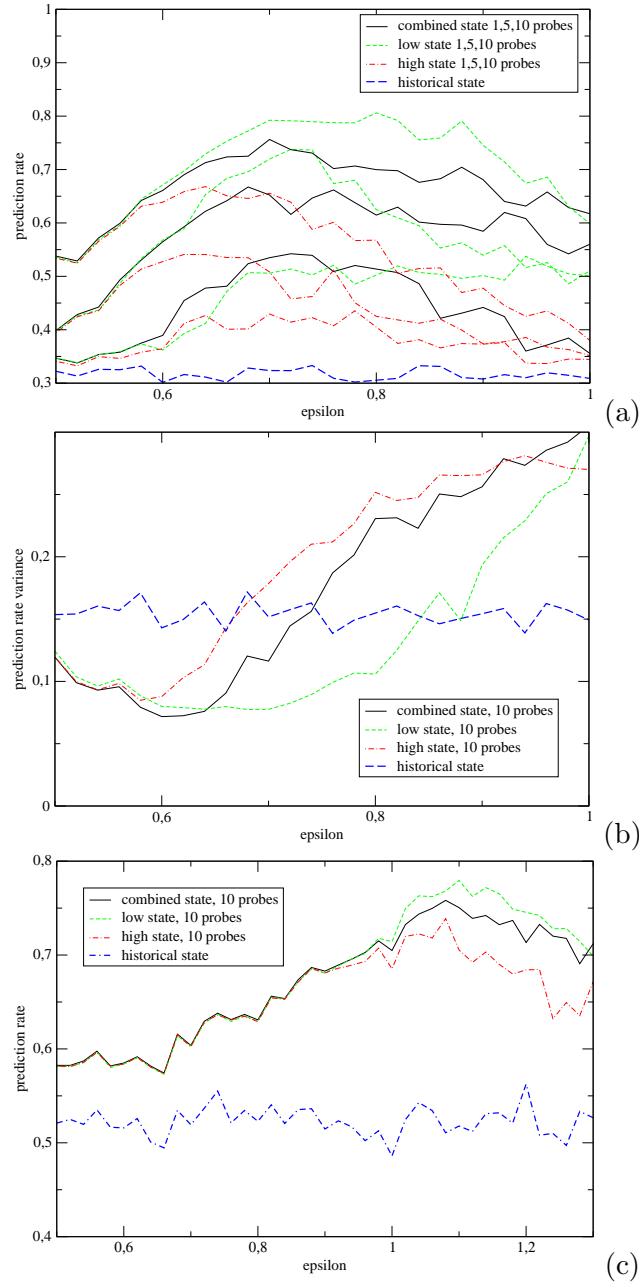 1
0,9
0,8
0,7
0,6
0,5
0,4
0,3
prediction rate
combined state 1,5,10 probes
low state 1,5,10 probes
high state 1,5,10 probes
historical state
0,6
0,8
1
epsilon
(a)
0,2
0,1
0
prediction rate variance
combined state, 10 probes
low state, 10 probes
high state, 10 probes
historical state
0,6
0,8
1
epsilon
(b)
0,8
0,7
0,6
0,5
0,4
prediction rate
combined state, 10 probes
low state, 10 probes
high state, 10 probes
historical state
0,6
0,8
1
1,2
epsilon
(c)